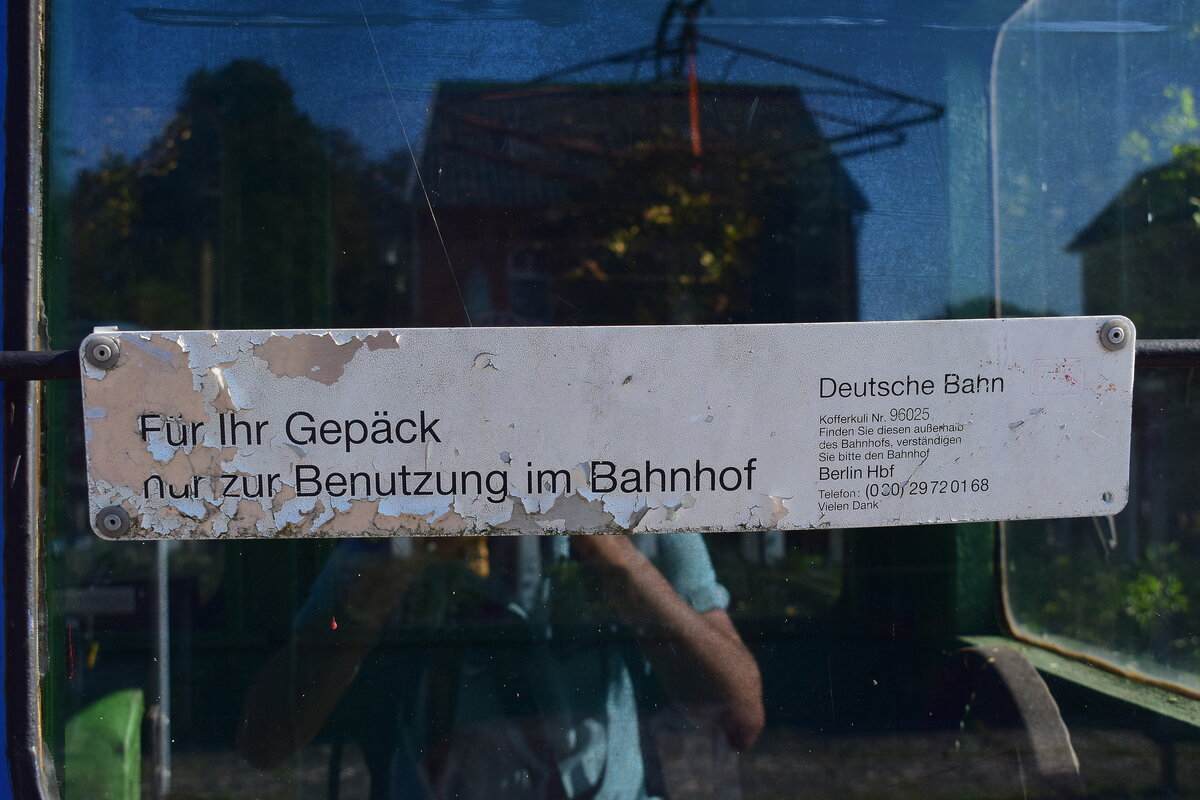 Für Ihr Gepäck
nur zur Benutzung im Bahnhof
Deutsche Bahn
Kofferkuli Nr. 96025
Finden Sie diesen außerhalb
des Bahnhofs, verständigen
Sie bitte den Bahnhof
Berlin Hbf
Telefon: (030) 29720168
Vielen Dank